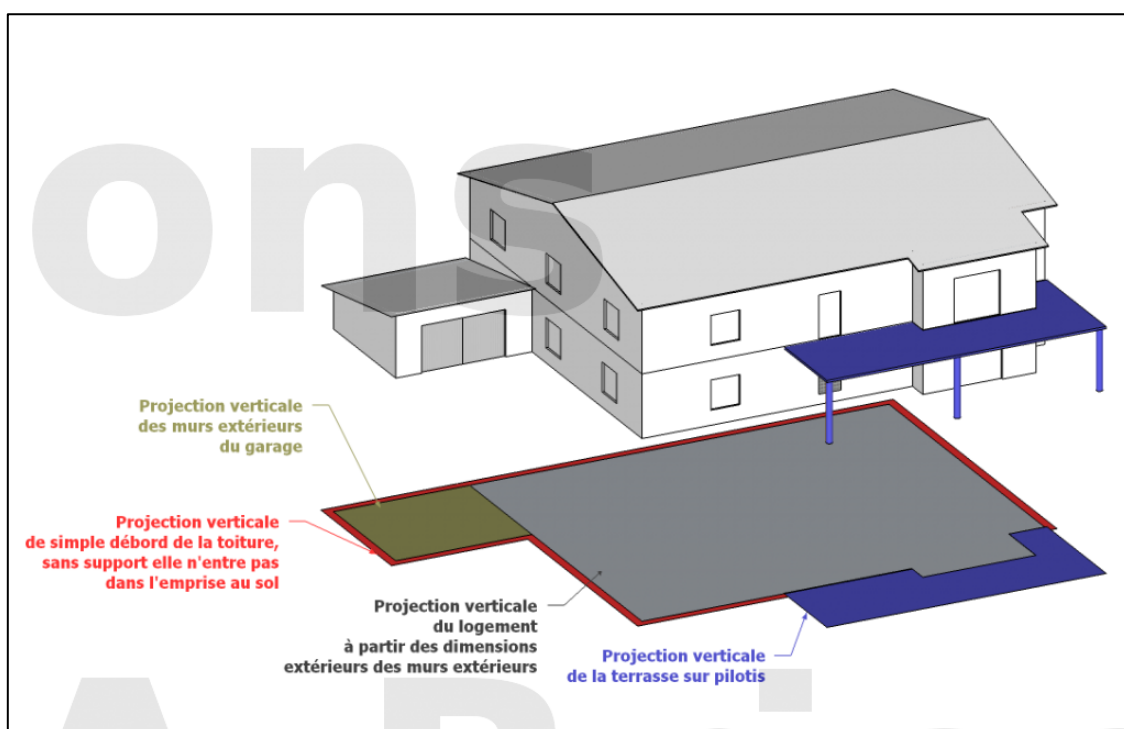 ons
Projection verticale
des murs extérieurs
du garage
Projection verticale
de simple débord de la toiture,
sans support elle n'entre pas
dans l'emprise au sol
Projection verticale
du logement
à partir des dimensions
extérieurs des murs extérieurs
Projection verticale
de la terrasse sur pilotis